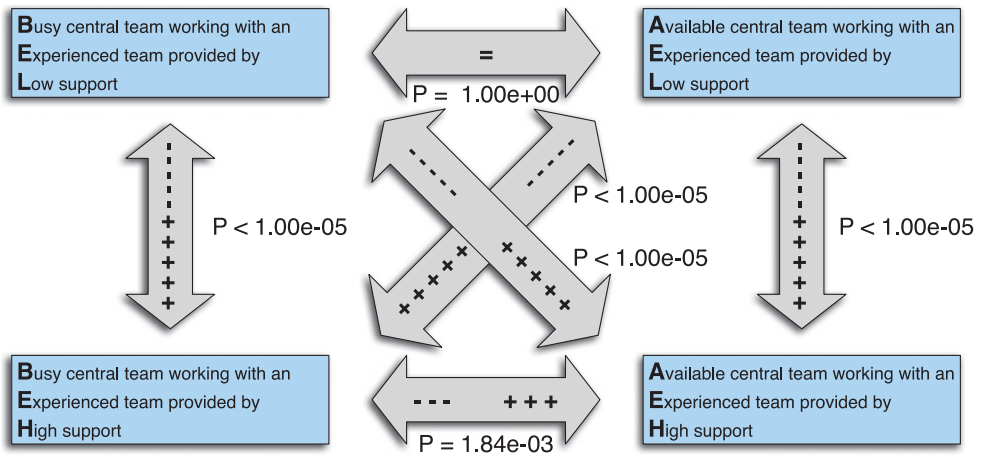 Busy central team working with an
Experienced team provided by
Low support
=
P = 1.00e+00
Available central team working with an
Experienced team provided by
Low support
- - - - -
+ + + + +
P < 1.00e-05
- - - - -
+ + + + +
- - - - -
+ + + + +
P < 1.00e-05
P < 1.00e-05
- - - - -
+ + + + +
P < 1.00e-05
Busy central team working with an
Experienced team provided by
High support
- - - + + +
P = 1.84e-03
Available central team working with an
Experienced team provided by
High support